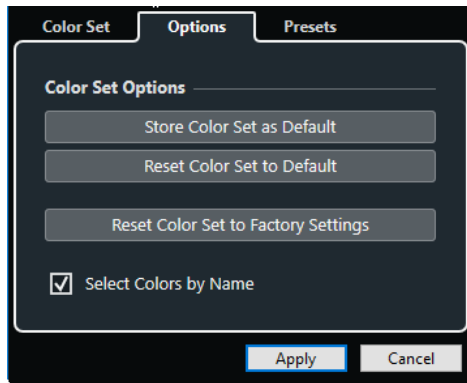 Color Set Options Presets
Color Set Options
Store Color Set as Default
Reset Color Set to Default
Reset Color Set to Factory Settings
Select Colors by Name
Apply Cancel